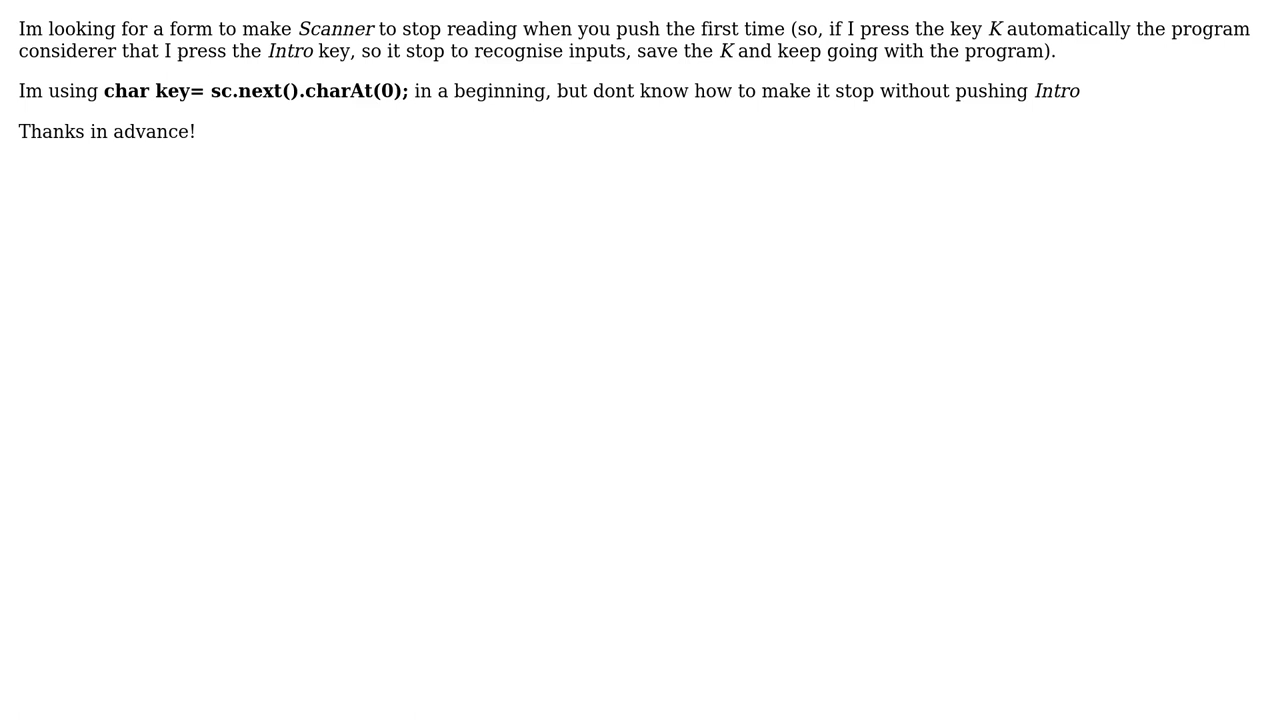 Im looking for a form to make Scanner to stop reading when you push the first time (so, if I press the key K automatically the program
considerer that I press the Intro key, so it stop to recognise inputs, save the K and keep going with the program).
Im using char key= sc.next().charAt(0); in a beginning, but dont know how to make it stop without pushing Intro
Thanks in advance!